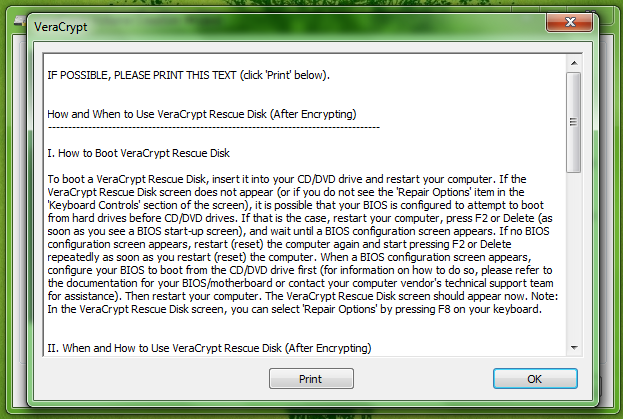 VeraCrypt
IF POSSIBLE, PLEASE PRINT THIS TEXT (click 'Print' below).
How and When to Use VeraCrypt Rescue Disk (After Encrypting)
-----------------------------------------------------------------------------------
I. How to Boot VeraCrypt Rescue Disk
To boot a VeraCrypt Rescue Disk, insert it into your CD/DVD drive and restart your computer. If the
VeraCrypt Rescue Disk screen does not appear (or if you do not see the 'Repair Options' item in the
'Keyboard Controls' section of the screen), it is possible that your BIOS is configured to attempt to boot
from hard drives before CD/DVD drives. If that is the case, restart your computer, press F2 or Delete (as
soon as you see a BIOS start-up screen), and wait until a BIOS configuration screen appears. If no BIOS
configuration screen appears, restart (reset) the computer again and start pressing F2 or Delete
repeatedly as soon as you restart (reset) the computer. When a BIOS configuration screen appears,
configure your BIOS to boot from the CD/DVD drive first (for information on how to do so, please refer to
the documentation for your BIOS/motherboard or contact your computer vendor's technical support team
for assistance). Then restart your computer. The VeraCrypt Rescue Disk screen should appear now. Note:
In the VeraCrypt Rescue Disk screen, you can select 'Repair Options' by pressing F8 on your keyboard.
II. When and How to Use VeraCrypt Rescue Disk (After Encrypting)
Print
OK